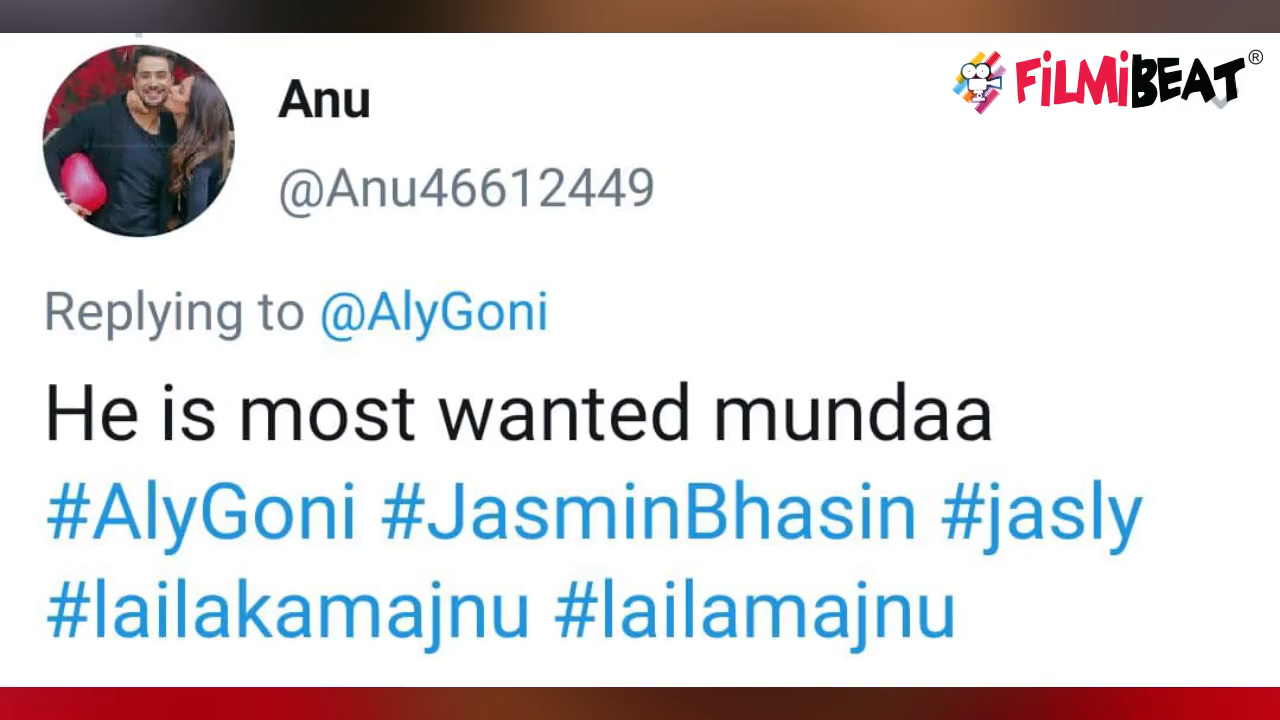 FiLMiBEAT®
Anu
@Anu46612449
Replying to @AlyGoni
He is most wanted mundaa
#AlyGoni #JasminBhasin #jasly
#lailakamajnu #lailamajnu